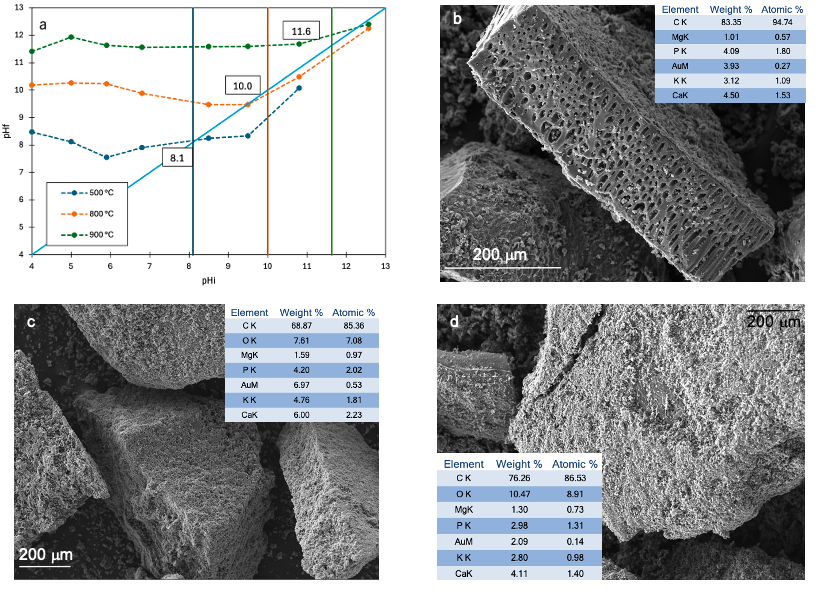 a
13
12
11
10
9
8
7
6
5
4
pHf
11.6
10.0
8.1
500 ºC
800 ºC
900 ºC
4 5 6 7 8 9 10 11 12 13
pHi
b
Element Weight % Atomic %
C K 83.35 94.74
MgK 1.01 0.57
P K 4.09 1.80
AuM 3.93 0.27
K K 3.12 1.09
CaK 4.50 1.53
200 µm
c
Element Weight % Atomic %
C K 68.87 85.36
O K 7.61 7.08
MgK 1.59 0.97
P K 4.20 2.02
AuM 6.97 0.53
K K 4.76 1.81
CaK 6.00 2.23
200 µm
d
200 µm
Element Weight % Atomic %
C K 76.26 86.53
O K 10.47 8.91
MgK 1.30 0.73
P K 2.98 1.31
AuM 2.09 0.14
K K 2.80 0.98
CaK 4.11 1.40